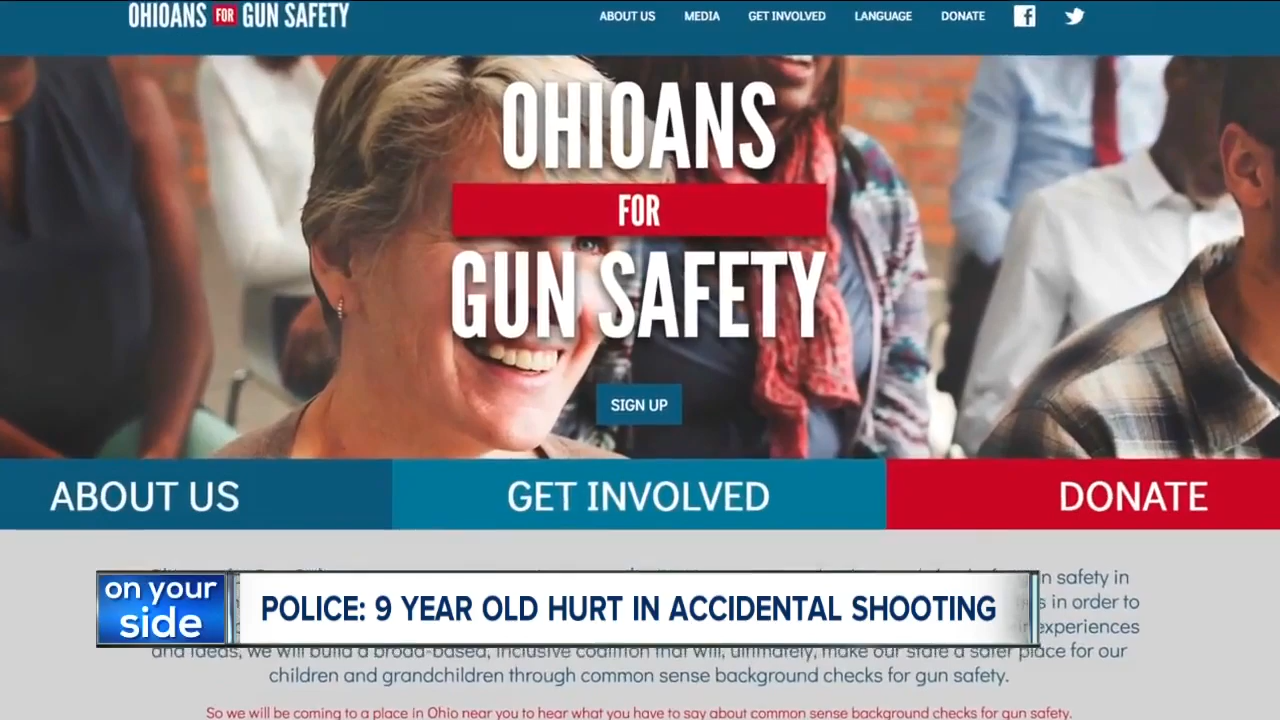 OHIOANS FOR GUN SAFETY
ABOUT US MEDIA GET INVOLVED LANGUAGE DONATE
OHIOANS
FOR
GUN SAFETY
SIGN UP
ABOUT US GET INVOLVED DONATE
n safety in
s in order to
on your
side
POLICE: 9 YEAR OLD HURT IN ACCIDENTAL SHOOTING
experiences
and ideas, we will build a broad-based, inclusive coalition that will, ultimately, make our state a safer place for our
children and grandchildren through common sense background checks for gun safety.
So we will be coming to a place in Ohio near you to hear what you have to say about common sense background checks for gun safety.